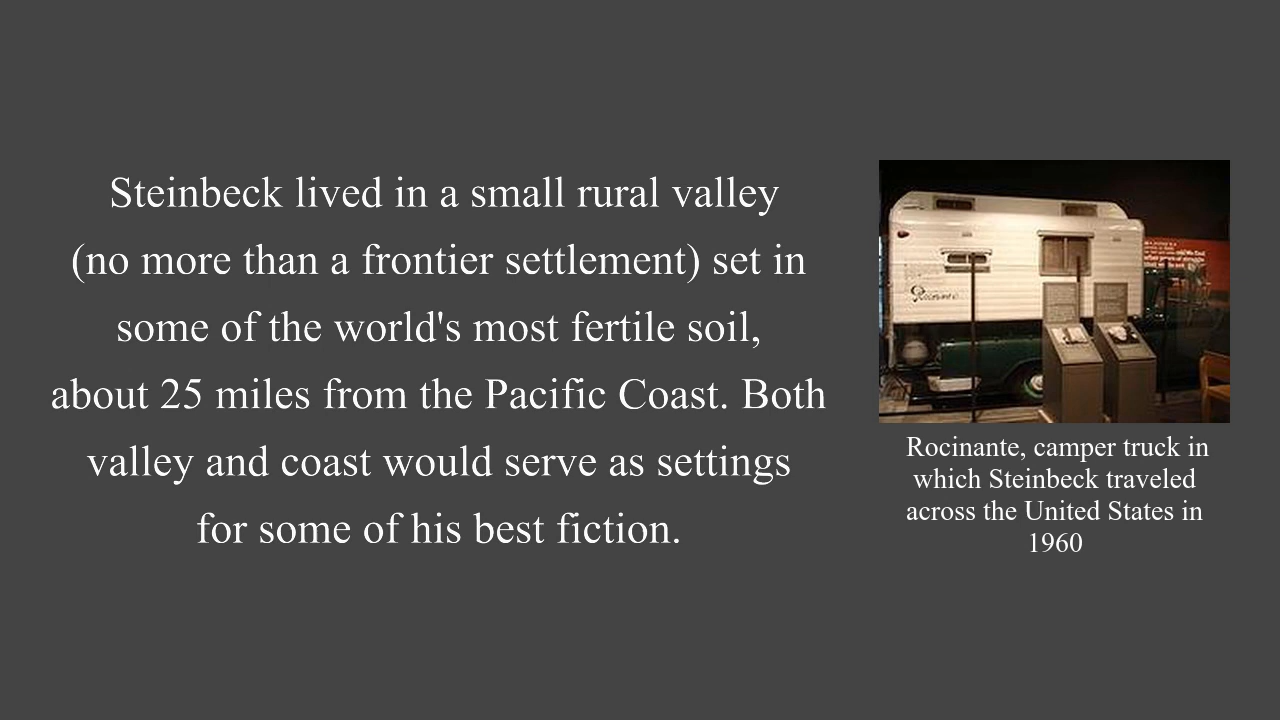 Steinbeck lived in a small rural valley
(no more than a frontier settlement) set in
some of the world's most fertile soil,
about 25 miles from the Pacific Coast. Both
valley and coast would serve as settings
for some of his best fiction.
Rocinante
Rocinante, camper truck in
which Steinbeck traveled
across the United States in
1960